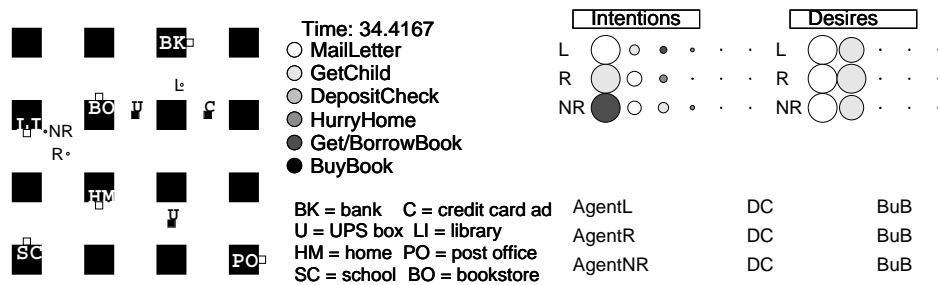 BK
L
BO U C
LI
NR
R
HM
U
SC
PO
Time: 34.4167
MailLetter
GetChild
DepositCheck
HurryHome
Get/BorrowBook
BuyBook
BK = bank C = credit card ad
U = UPS box LI = library
HM = home PO = post office
SC = school BO = bookstore
Intentions Desires
L L
R R
NR NR
AgentL DC BuB
AgentR DC BuB
AgentNR DC BuB